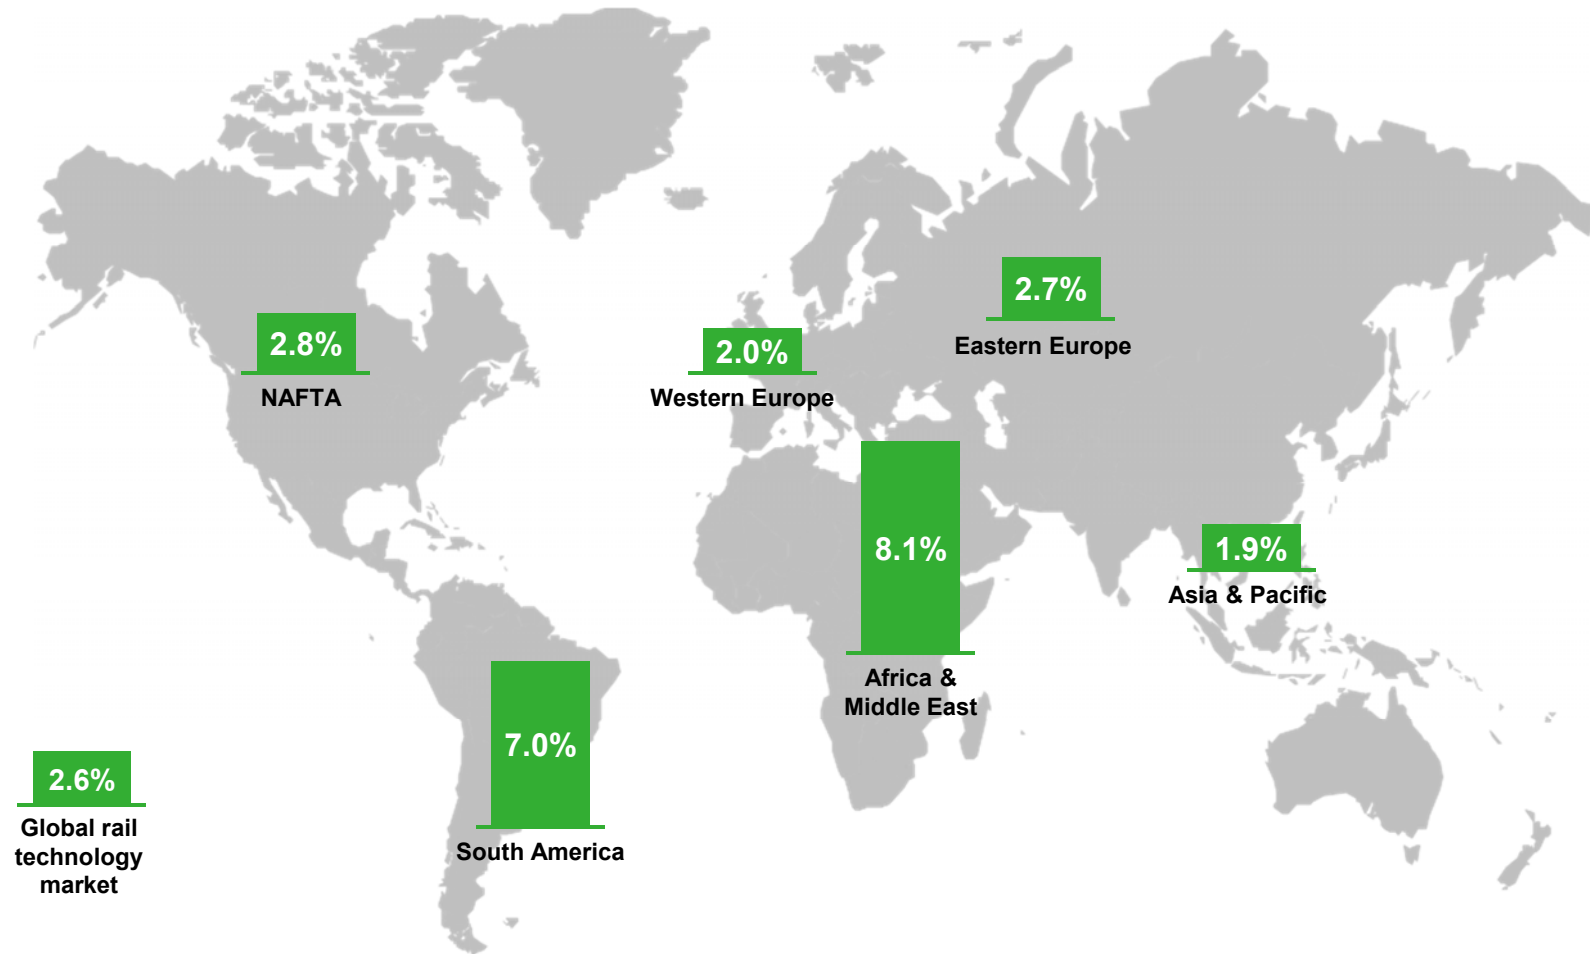 2.7%
Eastern Europe
2.8%
NAFTA
2.0%
Western Europe
8.1%
Africa &
Middle East
1.9%
Asia & Pacific
7.0%
South America
2.6%
Global rail
technology
market